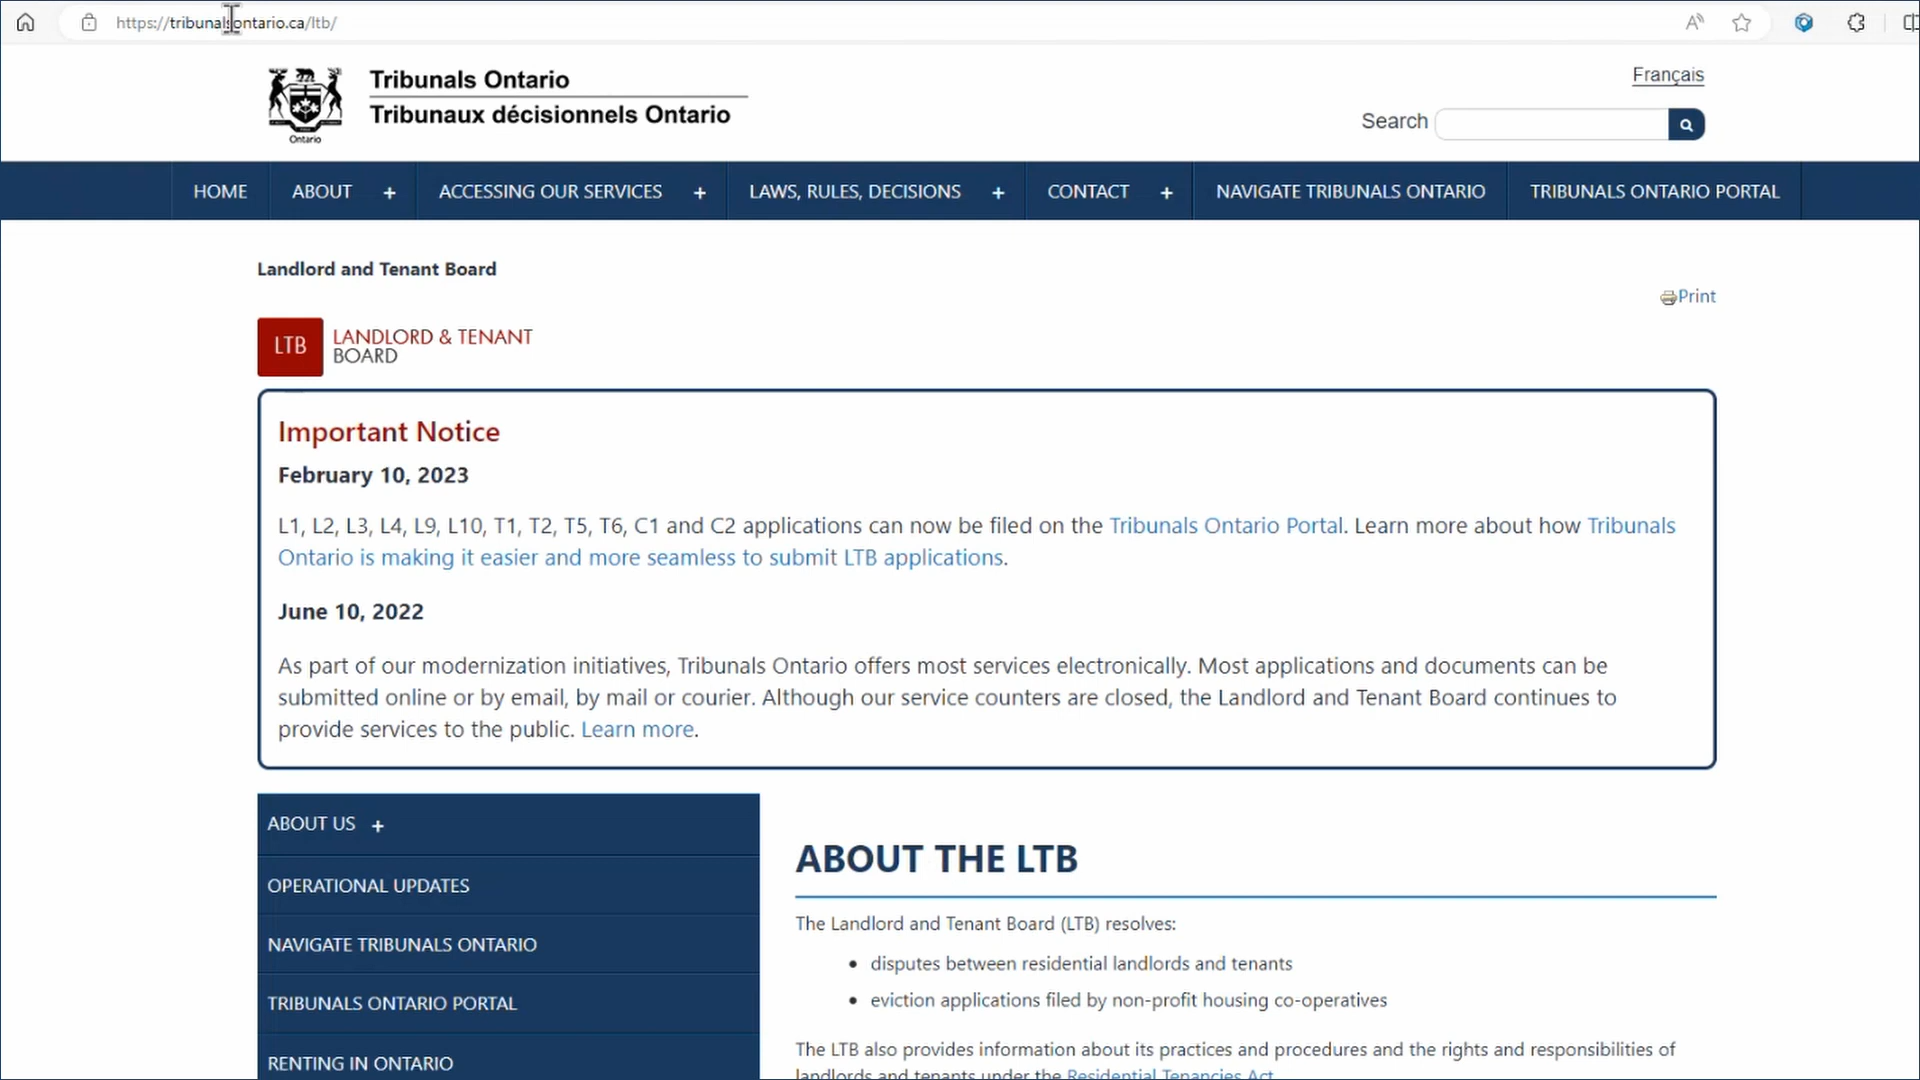 https://tribunalsontario.ca/ltb/
Tribunals Ontario
Tribunaux décisionnels Ontario
Ontario
Français
Search
HOME
ABOUT +
ACCESSING OUR SERVICES +
LAWS, RULES, DECISIONS +
CONTACT +
NAVIGATE TRIBUNALS ONTARIO
TRIBUNALS ONTARIO PORTAL
Landlord and Tenant Board
Print
LTB
LANDLORD & TENANT
BOARD
Important Notice
February 10, 2023
L1, L2, L3, L4, L9, L10, T1, T2, T5, T6, C1 and C2 applications can now be filed on the Tribunals Ontario Portal. Learn more about how Tribunals
Ontario is making it easier and more seamless to submit LTB applications.
June 10, 2022
As part of our modernization initiatives, Tribunals Ontario offers most services electronically. Most applications and documents can be
submitted online or by email, by mail or courier. Although our service counters are closed, the Landlord and Tenant Board continues to
provide services to the public. Learn more.
ABOUT US +
OPERATIONAL UPDATES
NAVIGATE TRIBUNALS ONTARIO
TRIBUNALS ONTARIO PORTAL
RENTING IN ONTARIO
ABOUT THE LTB
The Landlord and Tenant Board (LTB) resolves:
• disputes between residential landlords and tenants
• eviction applications filed by non-profit housing co-operatives
The LTB also provides information about its practices and procedures and the rights and responsibilities of
landlords and tenants under the Residential Tenancies Act